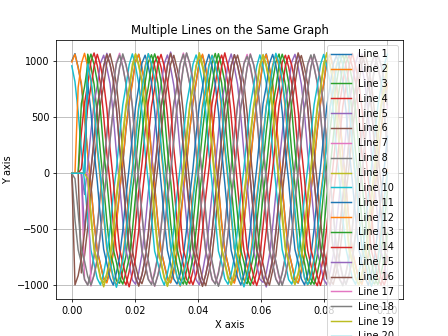 Multiple Lines on the Same Graph
Y axis
1000
500
0
−500
−1000
0.00
0.02
0.04
0.06
X axis
Line 1
Line 2
Line 3
Line 4
Line 5
Line 6
Line 7
Line 8
Line 9
Line 10
Line 11
Line 12
Line 13
Line 14
Line 15
Line 16
Line 17
Line 18
Line 19
Line 20